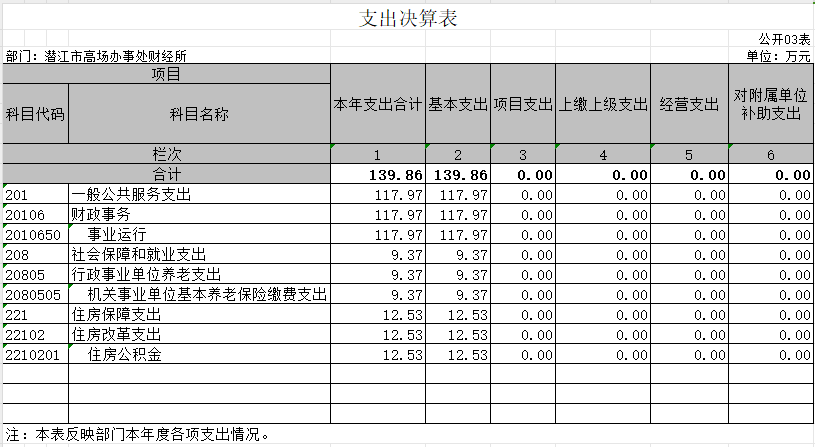 支出决算表
公开03表
部门：潜江市高场办事处财经所 单位：万元
项目 本年支出合计 基本支出 项目支出 上缴上级支出 经营支出 对附属单位补助支出
科目代码 科目名称
栏次 1 2 3 4 5 6
合计 139.86 139.86 0.00 0.00 0.00 0.00
201 一般公共服务支出 117.97 117.97 0.00 0.00 0.00 0.00
20106 财政事务 117.97 117.97 0.00 0.00 0.00 0.00
2010650 事业运行 117.97 117.97 0.00 0.00 0.00 0.00
208 社会保障和就业支出 9.37 9.37 0.00 0.00 0.00 0.00
20805 行政事业单位养老支出 9.37 9.37 0.00 0.00 0.00 0.00
2080505 机关事业单位基本养老保险缴费支出 9.37 9.37 0.00 0.00 0.00 0.00
221 住房保障支出 12.53 12.53 0.00 0.00 0.00 0.00
22102 住房改革支出 12.53 12.53 0.00 0.00 0.00 0.00
2210201 住房公积金 12.53 12.53 0.00 0.00 0.00 0.00
注：本表反映部门本年度各项支出情况。